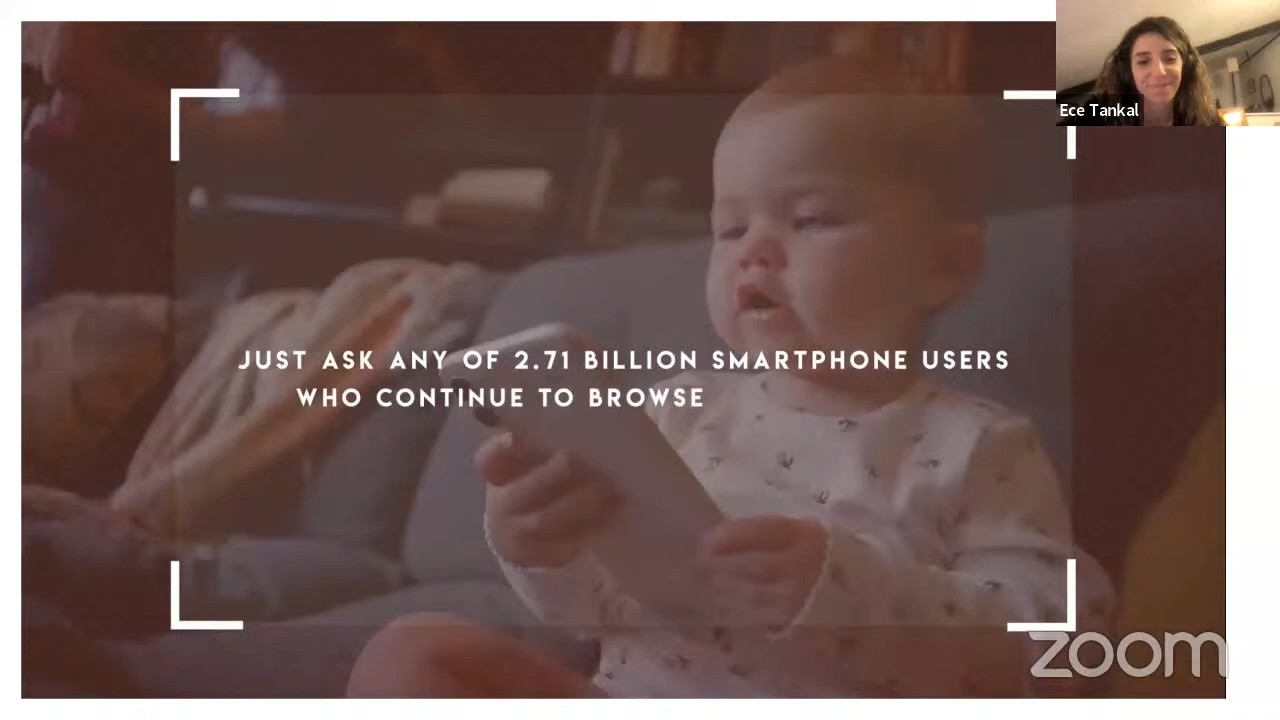 Ece Tankal
JUST ASK ANY OF 2.71 BILLION SMARTPHONE USERS
WHO CONTINUE TO BROWSE
zoom